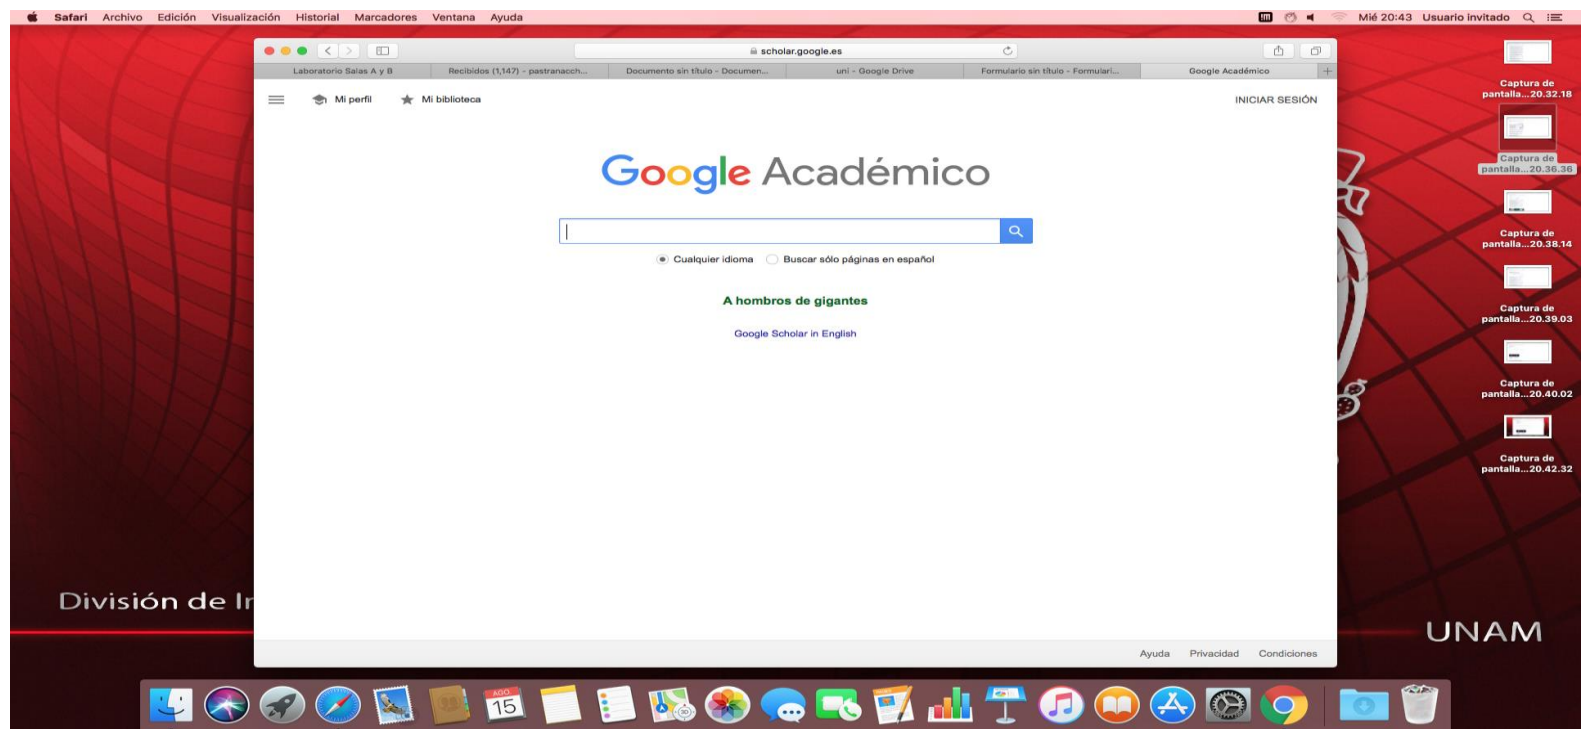 Safari Archivo Edición Visualización Historial Marcadores Ventana Ayuda Mié 20:43 Usuario invitado
scholar.google.es
Laboratorio Salas A y B Recibidos (1,147) - pastranacch... Documento sin título - Documen... uni - Google Drive Formulario sin título - Formulari... Google Académico
Mi perfil Mi biblioteca INICIAR SESIÓN
Google Académico
Cualquier idioma Buscar sólo páginas en español
A hombros de gigantes
Google Scholar in English
Ayuda Privacidad Condiciones
Captura de
pantalla...20.32.18
Captura de
pantalla...20.36.36
Captura de
pantalla...20.38.14
Captura de
pantalla...20.39.03
Captura de
pantalla...20.40.02
Captura de
pantalla...20.42.32
División de In
UNAM
AGO.
15